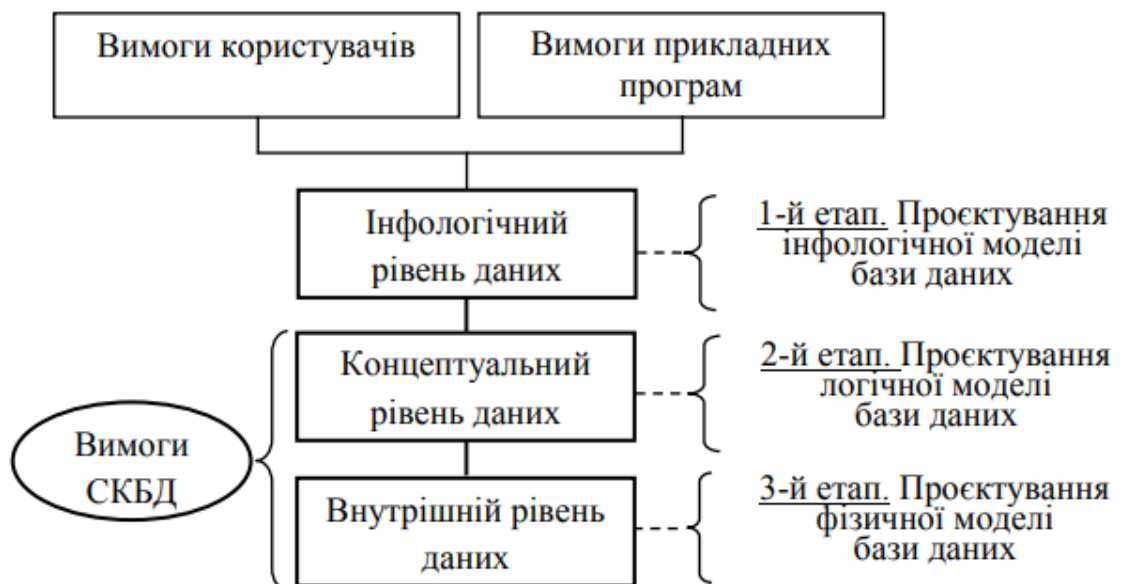 Вимоги користувачів
Вимоги прикладних
програм
Інфологічний
рівень даних
1-й етап. Проєктування
інфологічної моделі
бази даних
Концептуальний
рівень даних
2-й етап. Проєктування
логічної моделі
бази даних
Вимоги
СКБД
Внутрішній рівень
даних
3-й етап. Проєктування
фізичної моделі
бази даних